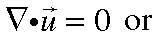 ∇•u⃗ = 0 or